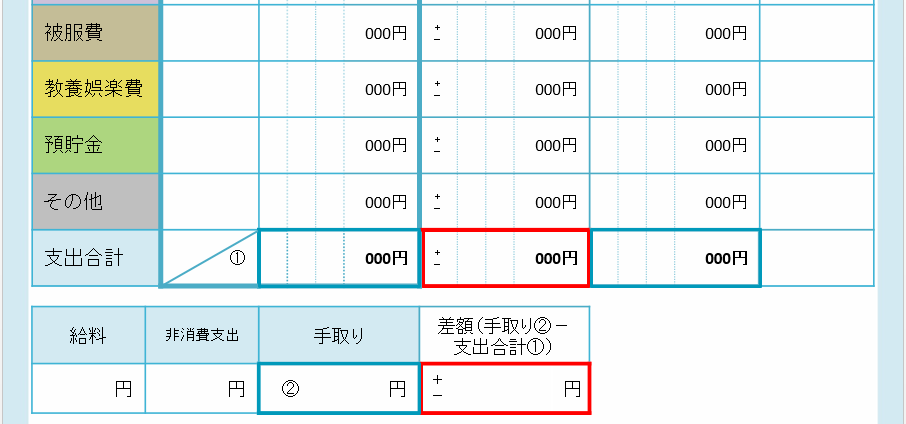 被服費 000円 ± 000円 000円
教養娯楽費 000円 ± 000円 000円
預貯金 000円 ± 000円 000円
その他 000円 ± 000円 000円
支出合計 ① 000円 ± 000円 000円
給料 非消費支出 手取り 差額(手取り②-
支出合計①)
円 円 ② 円 ± 円